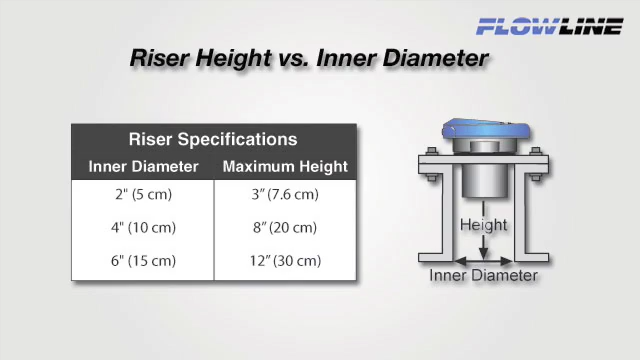 FLOWLINE
Riser Height vs. Inner Diameter
Riser Specifications
Inner Diameter Maximum Height
2" (5 cm) 3” (7.6 cm)
4" (10 cm) 8” (20 cm)
6" (15 cm) 12” (30 cm)
Height
Inner Diameter